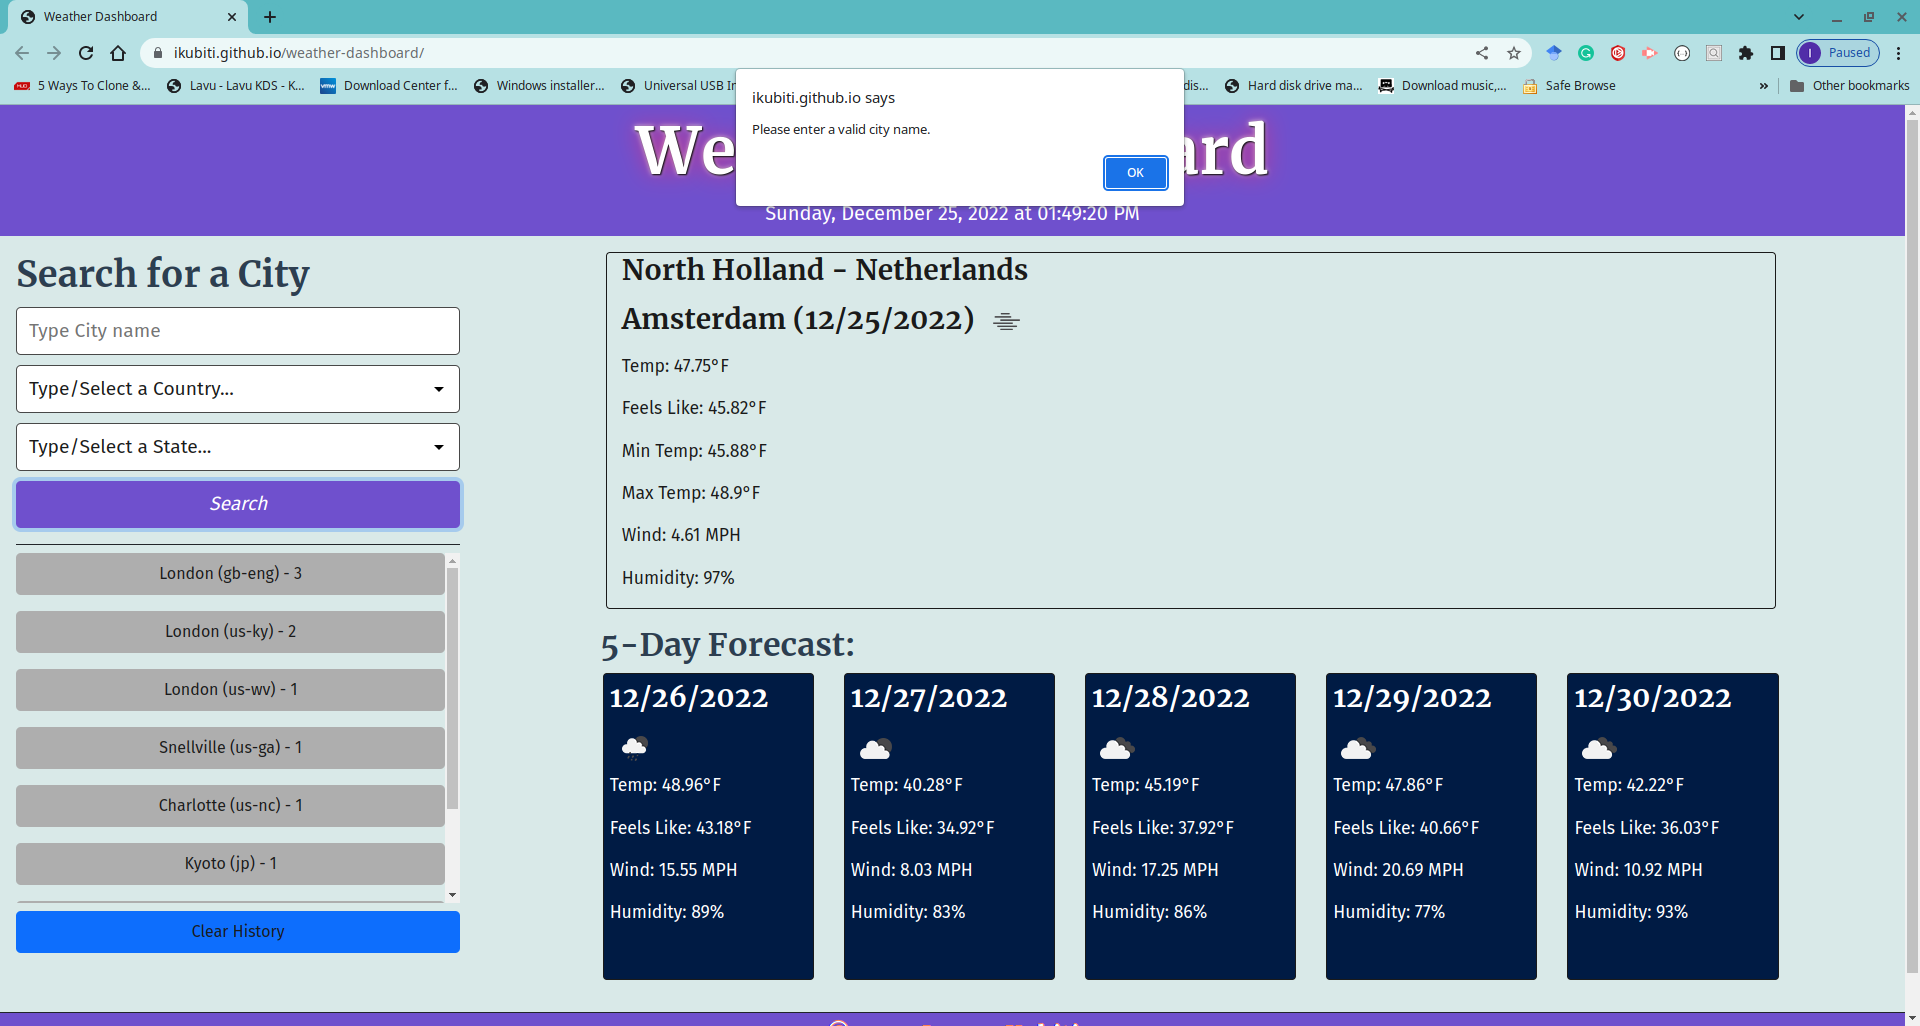 Weather Dashboard
ikubiti.github.io/weather-dashboard/
Paused
5 Ways To Clone &...
Lavu - Lavu KDS - K...
Download Center f...
Windows installer...
Universal USB In
dis...
Hard disk drive ma...
Download music,...
Safe Browse
»
Other bookmarks
ikubiti.github.io says
Please enter a valid city name.
OK
We
ard
Sunday, December 25, 2022 at 01:49:20 PM
Search for a City
Type City name
Type/Select a Country...
Type/Select a State...
Search
London (gb-eng) - 3
London (us-ky) - 2
London (us-wv) - 1
Snellville (us-ga) - 1
Charlotte (us-nc) - 1
Kyoto (jp) - 1
Clear History
North Holland - Netherlands
Amsterdam (12/25/2022)
Temp: 47.75°F
Feels Like: 45.82°F
Min Temp: 45.88°F
Max Temp: 48.9°F
Wind: 4.61 MPH
Humidity: 97%
5-Day Forecast:
12/26/2022
Temp: 48.96°F
Feels Like: 43.18°F
Wind: 15.55 MPH
Humidity: 89%
12/27/2022
Temp: 40.28°F
Feels Like: 34.92°F
Wind: 8.03 MPH
Humidity: 83%
12/28/2022
Temp: 45.19°F
Feels Like: 37.92°F
Wind: 17.25 MPH
Humidity: 86%
12/29/2022
Temp: 47.86°F
Feels Like: 40.66°F
Wind: 20.69 MPH
Humidity: 77%
12/30/2022
Temp: 42.22°F
Feels Like: 36.03°F
Wind: 10.92 MPH
Humidity: 93%